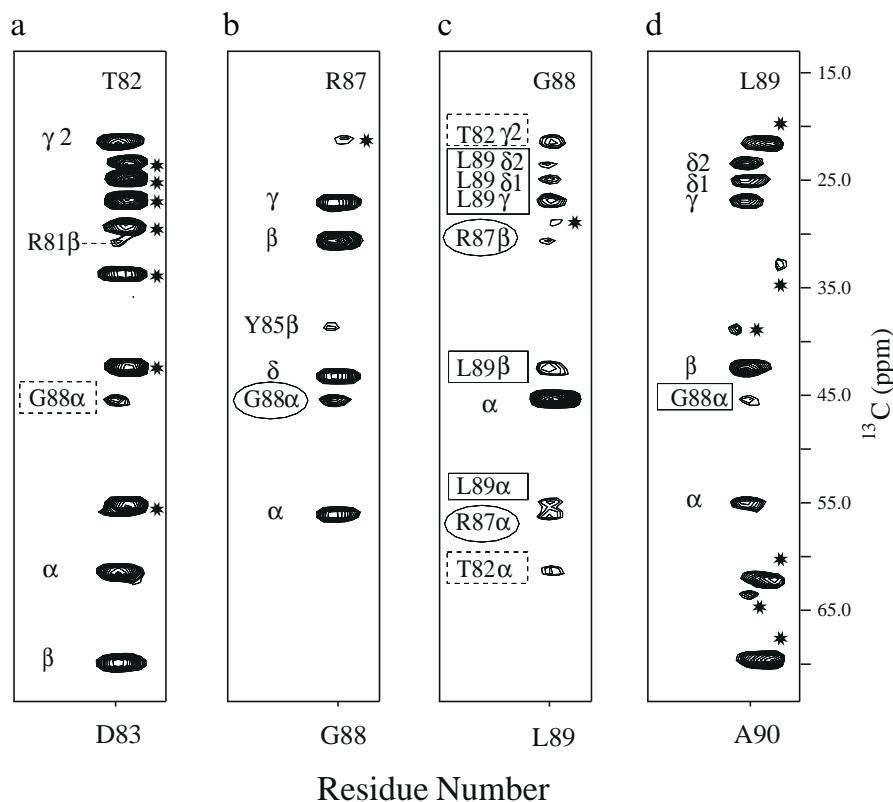 a
T82
γ 2
R81β
G88α
α
β
D83
b
R87
γ
β
Y85β
δ
G88α
α
G88
c
G88
T82 γ2
L89 δ2
L89 δ1
L89 γ
R87β
L89β
α
L89α
R87α
T82α
L89
d
L89
δ2
δ1
γ
β
G88α
α
A90
15.0
25.0
35.0
45.0
55.0
65.0
¹³C (ppm)
Residue Number